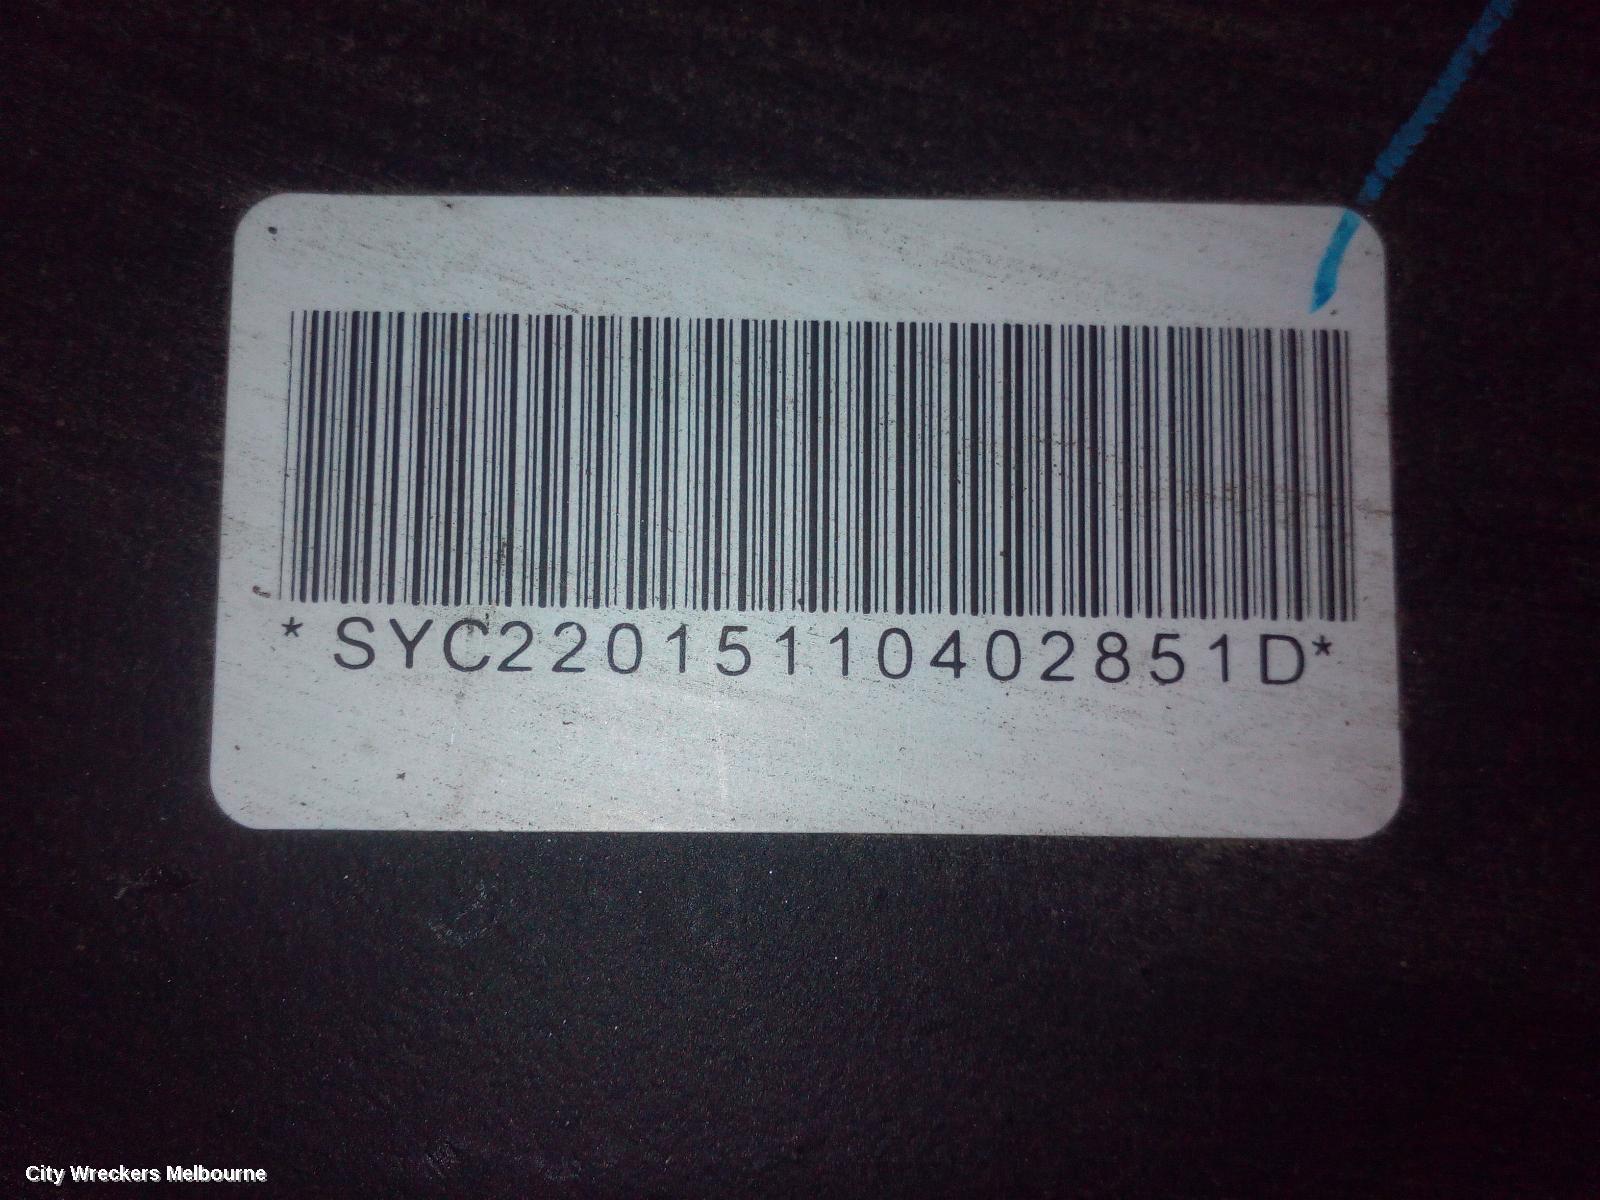 *SYC22015110402851D*
City Wreckers Melbourne